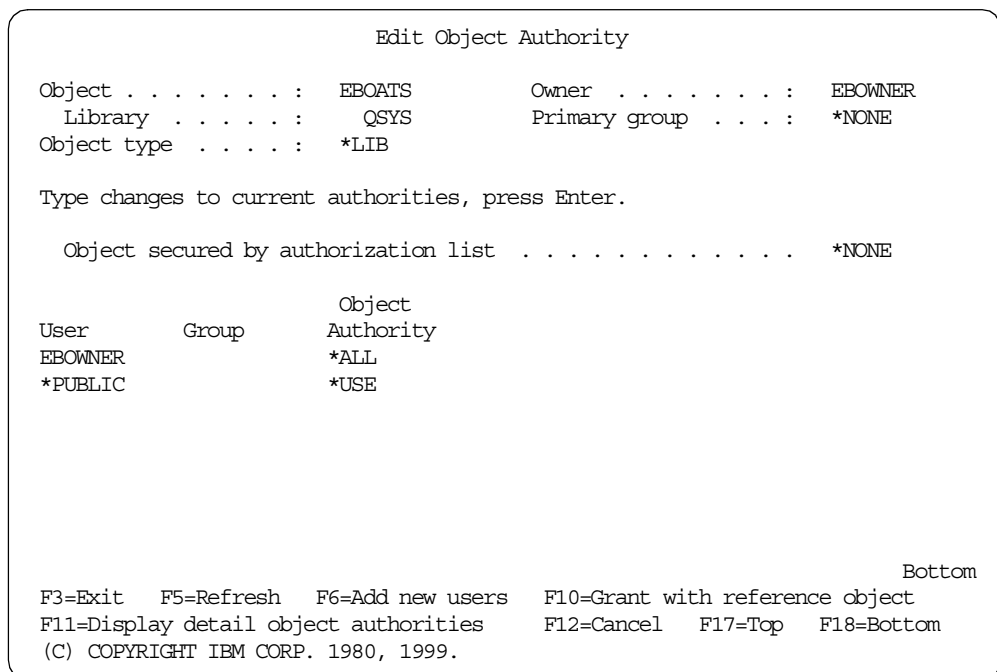 Edit Object Authority
Object . . . . . . . : EBOATS Owner . . . . . . . : EBOWNER
Library . . . . . : QSYS Primary group . . . : *NONE
Object type . . . . : *LIB
Type changes to current authorities, press Enter.
Object secured by authorization list . . . . . . . . . . . . *NONE
Object
User Group Authority
EBOWNER *ALL
*PUBLIC *USE
Bottom
F3=Exit F5=Refresh F6=Add new users F10=Grant with reference object
F11=Display detail object authorities F12=Cancel F17=Top F18=Bottom
(C) COPYRIGHT IBM CORP. 1980, 1999.